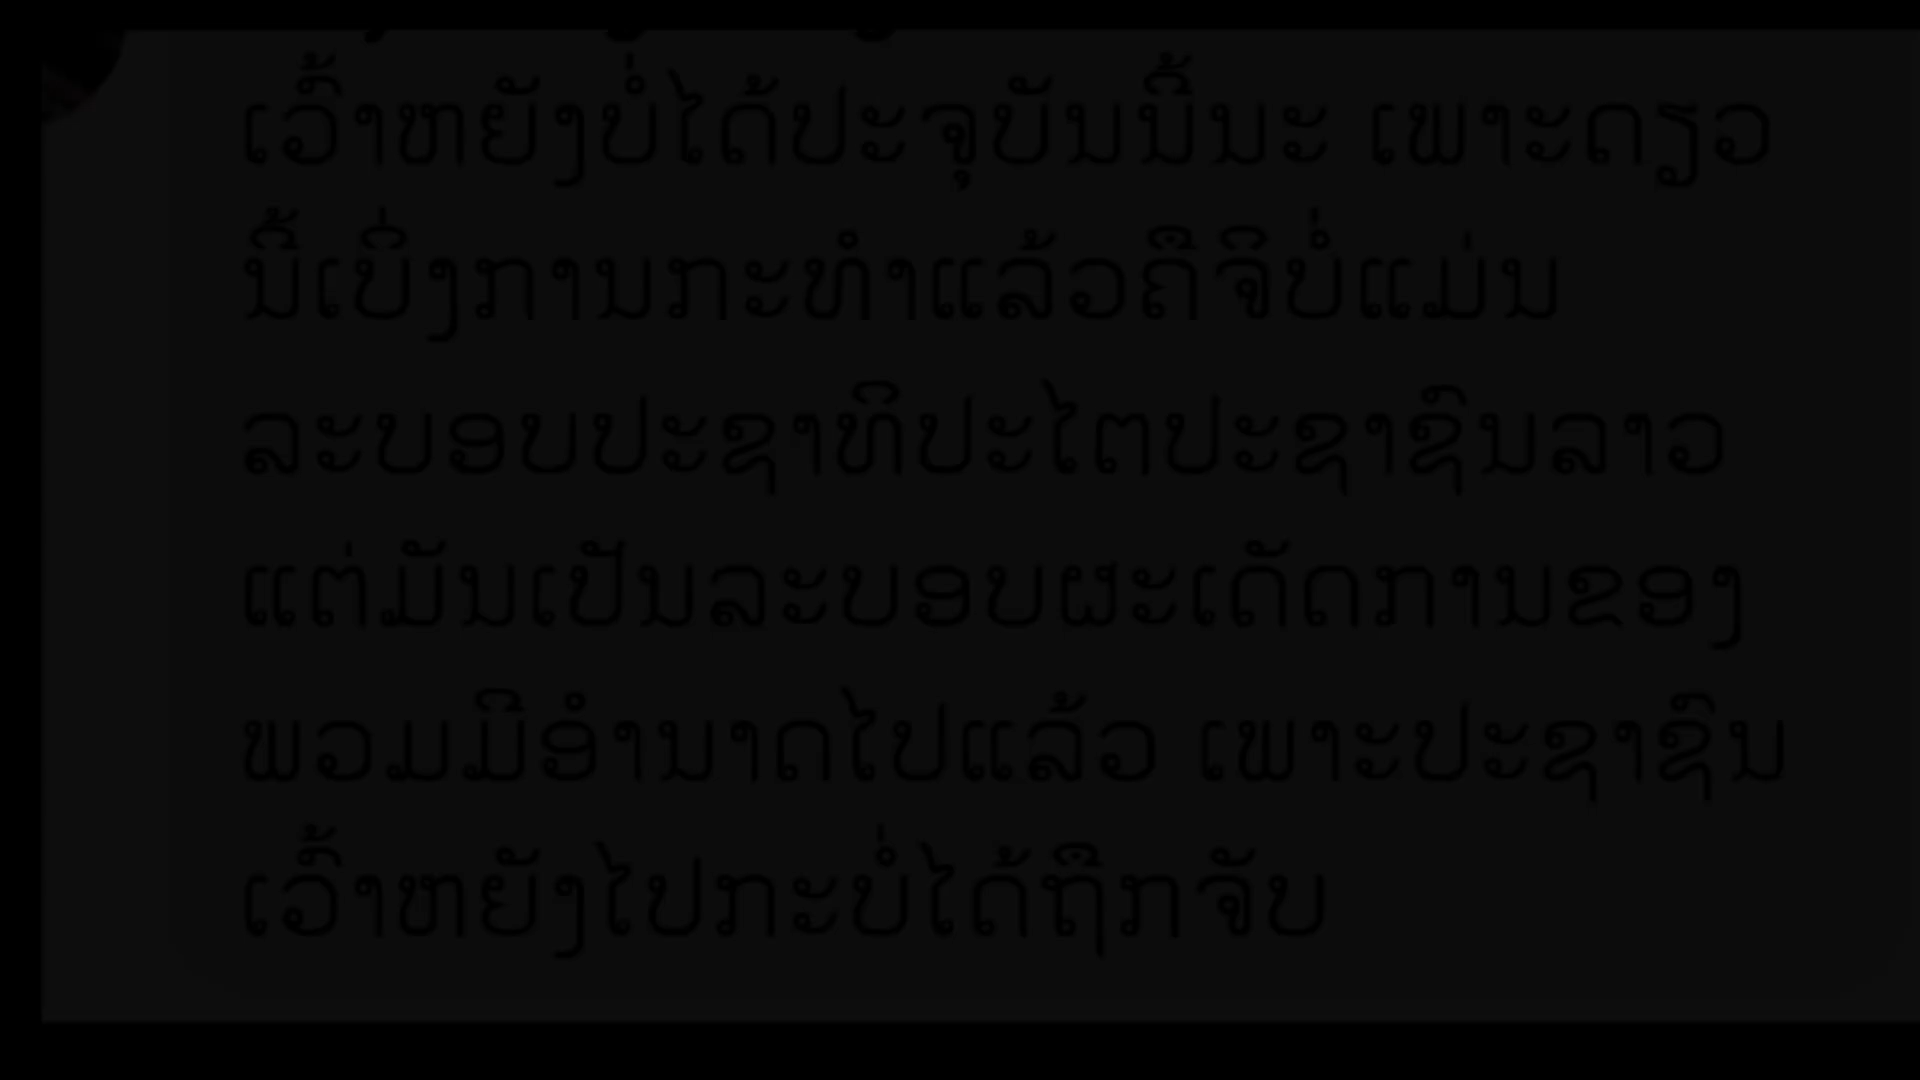 ເວົ້າຫຍັງບໍ່ໄດ້ປະຈຸບັນນີ້ນະ ເພາະດຽວ
ນີ້ເບິ່ງການກະທຳແລ້ວຄືຈີບໍ່ແມ່ນ
ລະບອບປະຊາທິປະໄຕປະຊາຊົນລາວ
ແຕ່ມັນເປັນລະບອບຜະເດັດການຂອງ
ພວມມີອຳນາດໄປແລ້ວ ເພາະປະຊາຊົນ
ເວົ້າຫຍັງໄປກະບໍ່ໄດ້ຖືກຈັບ